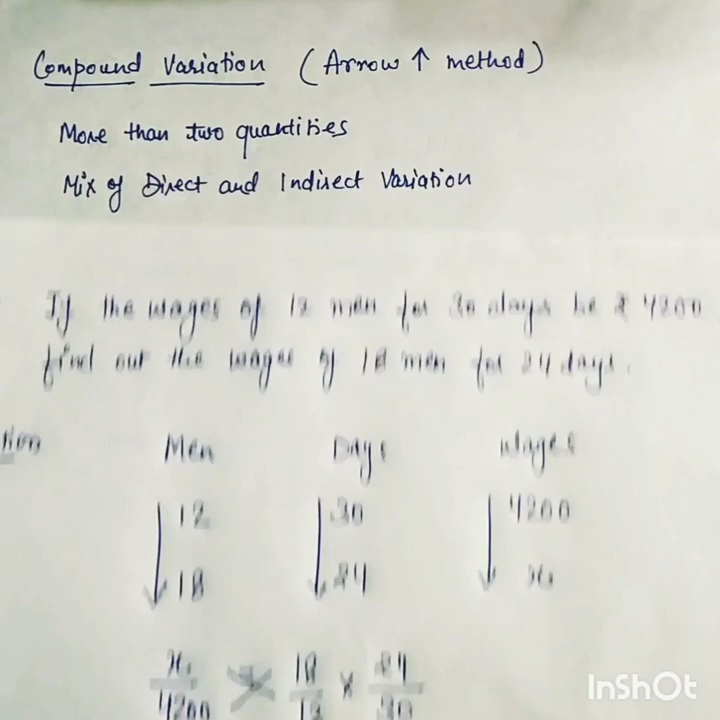 Compound Variation (Arrow ↑ method)
More than two quantities
Mix of Direct and Indirect Variation
If the wages of 12 men for 30 days be ₹ 4200
find out the wages of 18 men for 24 days.
Men Days Wages
12 30 4200
18 24 x
x/4200 = 18/12 × 24/30
InShOt